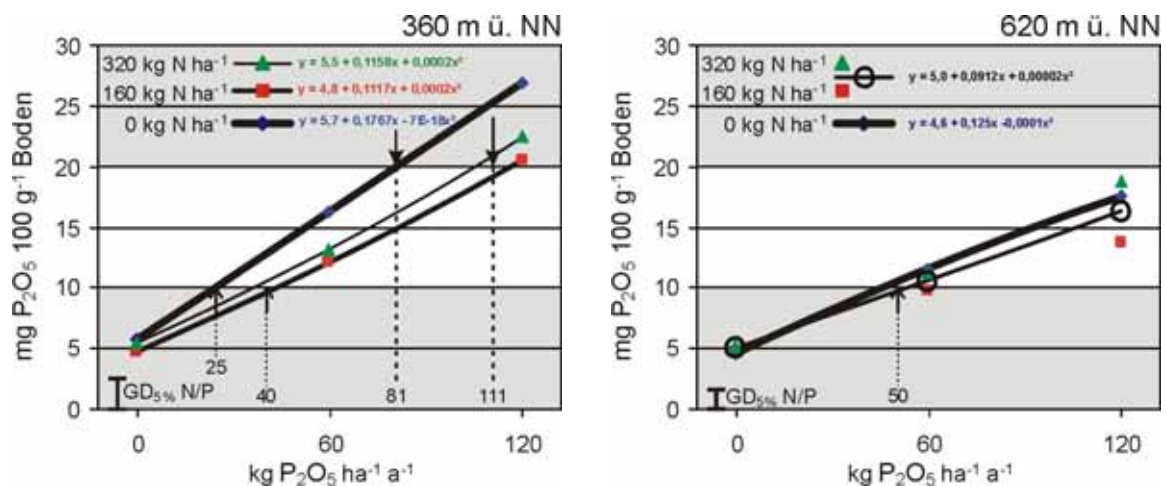 360 m ü. NN
30
25
20
15
10
5
0
mg P₂O₅ 100 g⁻¹ Boden
320 kg N ha⁻¹ y = 5,5 + 0,1158x + 0,0002x²
160 kg N ha⁻¹ y = 4,8 + 0,1117x + 0,0002x²
0 kg N ha⁻¹ y = 5,7 + 0,1767x - 7E-18x²
25
GD5% N/P 40 81 111
0 60 120
kg P₂O₅ ha⁻¹ a⁻¹
620 m ü. NN
30
25
20
15
10
5
0
mg P₂O₅ 100 g⁻¹ Boden
320 kg N ha⁻¹
y = 5,0 + 0,0912x + 0,00002x²
160 kg N ha⁻¹
0 kg N ha⁻¹ y = 4,6 + 0,125x -0,0001x²
GD5% N/P 50
0 60 120
kg P₂O₅ ha⁻¹ a⁻¹